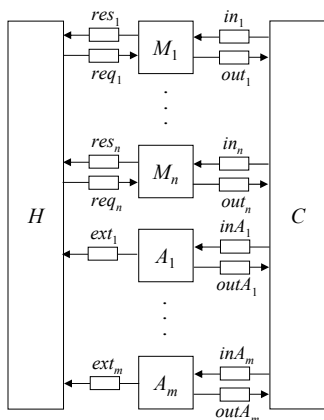 res₁ in₁
M₁
req₁ out₁
⋮ 
resₙ inₙ
Mₙ
reqₙ outₙ
H C
ext₁ inA₁
A₁
outA₁
⋮
extₘ inAₘ
Aₘ
outAₘ